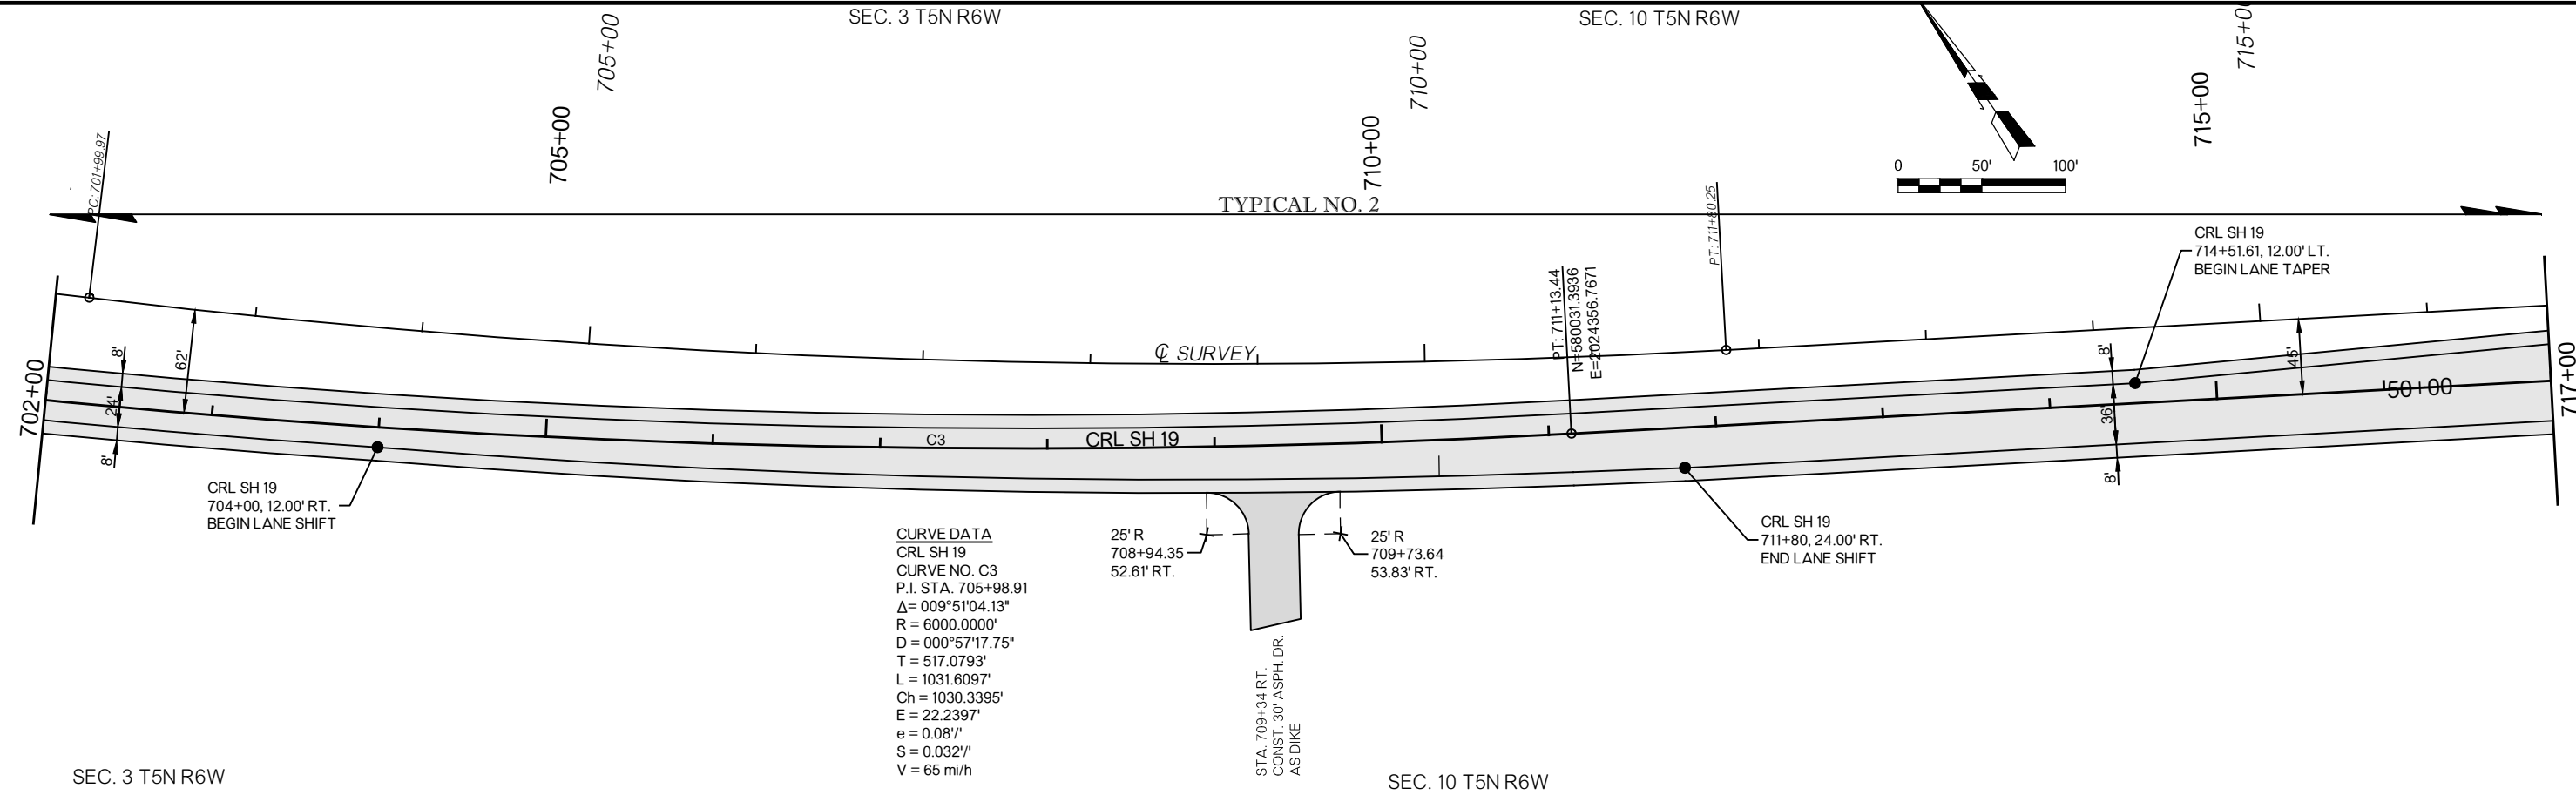 SEC. 3 T5N R6W
SEC. 10 T5N R6W
705+00
710+00
715+00
705+00
710+00
715+00
0 50' 100'
PC: 701+99.97
TYPICAL NO. 2
PT: 711+80.25
CRL SH 19
714+51.61, 12.00' LT.
BEGIN LANE TAPER
PT: 711+13.44
N=580031.3936
E=2024356.7671
℄ SURVEY
702+00
8'
24'
8'
62'
C3
CRL SH 19
8'
36'
8'
45'
50+00
717+00
CRL SH 19
704+00, 12.00' RT.
BEGIN LANE SHIFT
CURVE DATA
CRL SH 19
CURVE NO. C3
P.I. STA. 705+98.91
Δ= 009°51'04.13"
R = 6000.0000'
D = 000°57'17.75"
T = 517.0793'
L = 1031.6097'
Ch = 1030.3395'
E = 22.2397'
e = 0.08'/'
S = 0.032'/'
V = 65 mi/h
25' R
708+94.35
52.61' RT.
25' R
709+73.64
53.83' RT.
CRL SH 19
711+80, 24.00' RT.
END LANE SHIFT
STA. 709+34 RT.
CONST. 30' ASPH. DR.
AS DIKE
SEC. 3 T5N R6W
SEC. 10 T5N R6W